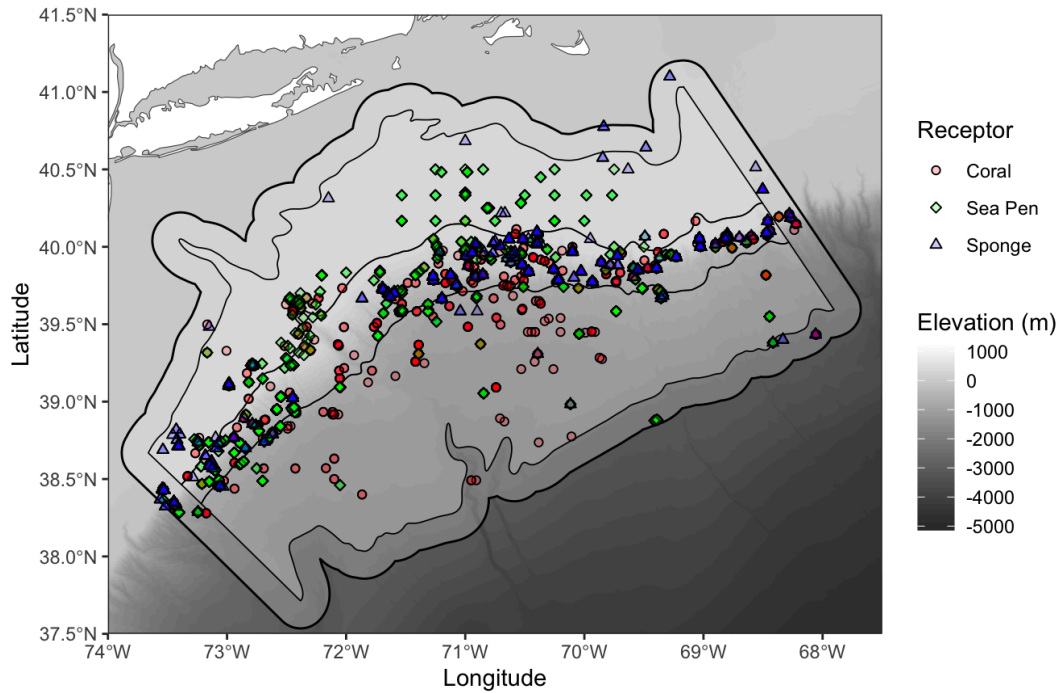 41.5°N
41.0°N
40.5°N
40.0°N
39.5°N
39.0°N
38.5°N
38.0°N
37.5°N
Latitude
74°W 73°W 72°W 71°W 70°W 69°W 68°W
Longitude
Receptor
Coral
Sea Pen
Sponge
Elevation (m)
1000
0
-1000
-2000
-3000
-4000
-5000